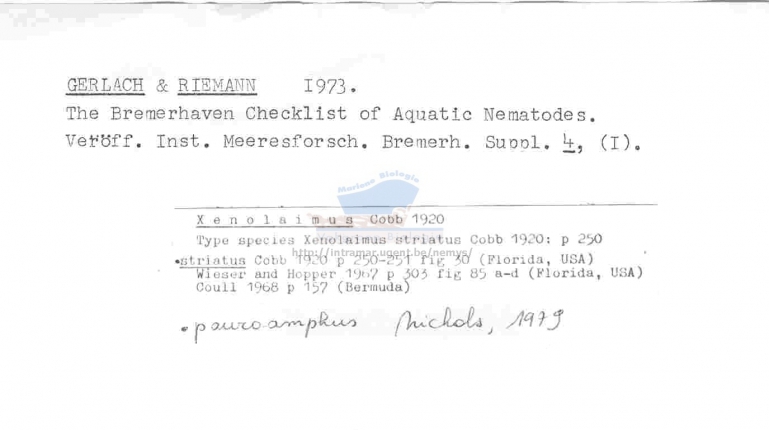 GERLACH & RIEMANN I973.
The Bremerhaven Checklist of Aquatic Nematodes.
Veröff. Inst. Meeresforsch. Bremerh. Suppl. 4, (I).
Mariene Biologie
X e n o l a i m u s Cobb 1920
Type species Xenolaimus striatus Cobb 1920: p 250
http://intramar.ugent.be/nemys/
•striatus Cobb 1920 p 250-251 fig 30 (Florida, USA)
Wieser and Hopper 1967 p 303 fig 85 a-d (Florida, USA)
Coull 1968 p 157 (Bermuda)
• pauroamphus Nichols, 1979